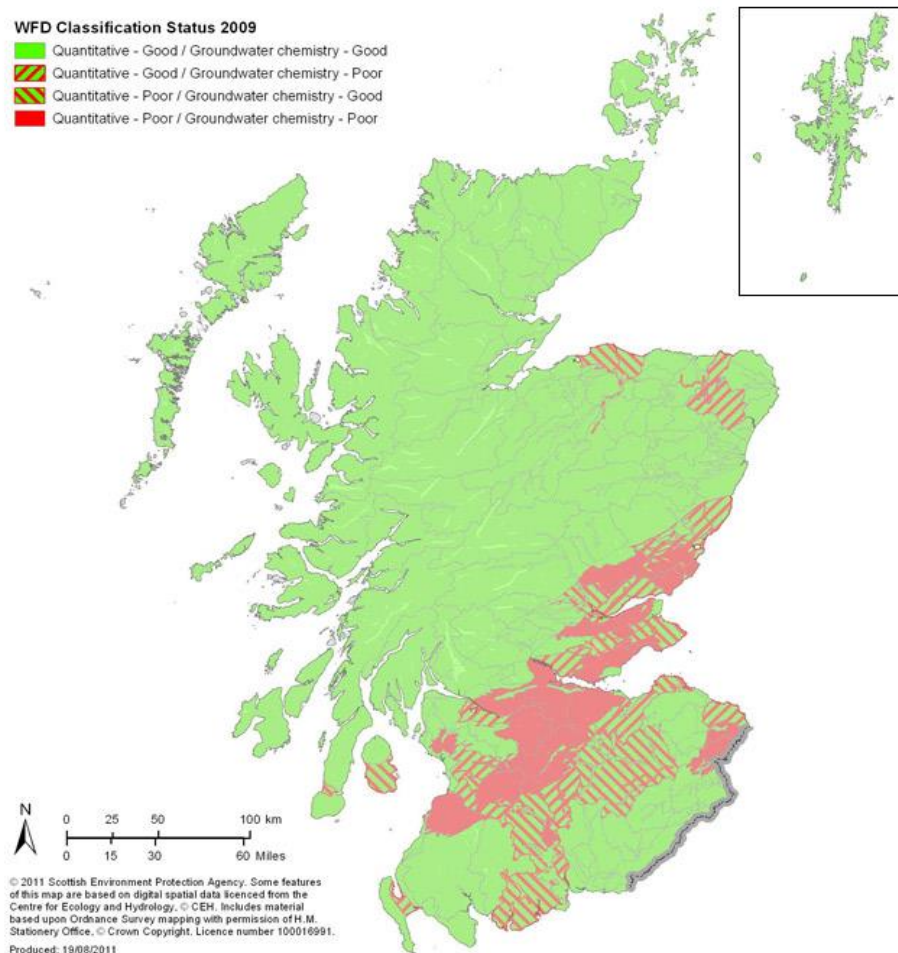 WFD Classification Status 2009
Quantitative - Good / Groundwater chemistry - Good
Quantitative - Good / Groundwater chemistry - Poor
Quantitative - Poor / Groundwater chemistry - Good
Quantitative - Poor / Groundwater chemistry - Poor
N
0 25 50 100 km
0 15 30 60 Miles
© 2011 Scottish Environment Protection Agency. Some features
of this map are based on digital spatial data licenced from the
Centre for Ecology and Hydrology, © CEH. Includes material
based upon Ordnance Survey mapping with permission of H.M.
Stationery Office, © Crown Copyright. Licence number 100016991.
Produced: 19/08/2011